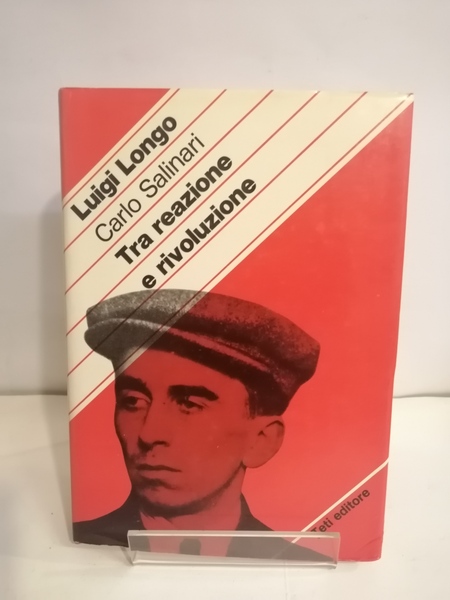 Luigi Longo
Carlo Salinari
Tra reazione
e rivoluzione
Teti editore